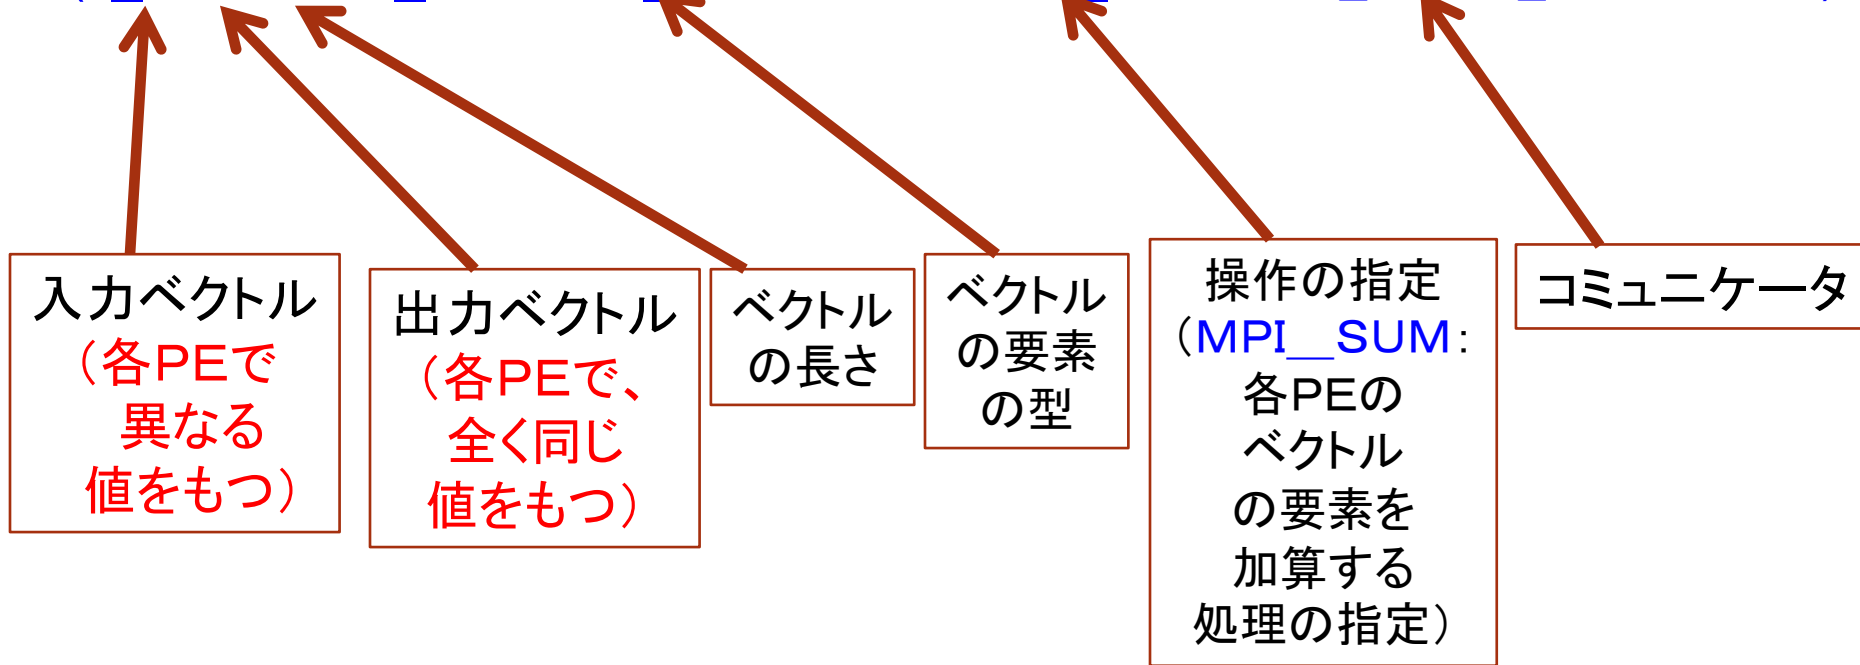 入力ベクトル
（各PEで
異なる
値をもつ）
出力ベクトル
（各PEで、
全く同じ
値をもつ）
ベクトル
の長さ
ベクトル
の要素
の型
操作の指定
（MPI＿SUM：
各PEの
ベクトル
の要素を
加算する
処理の指定）
コミュニケータ